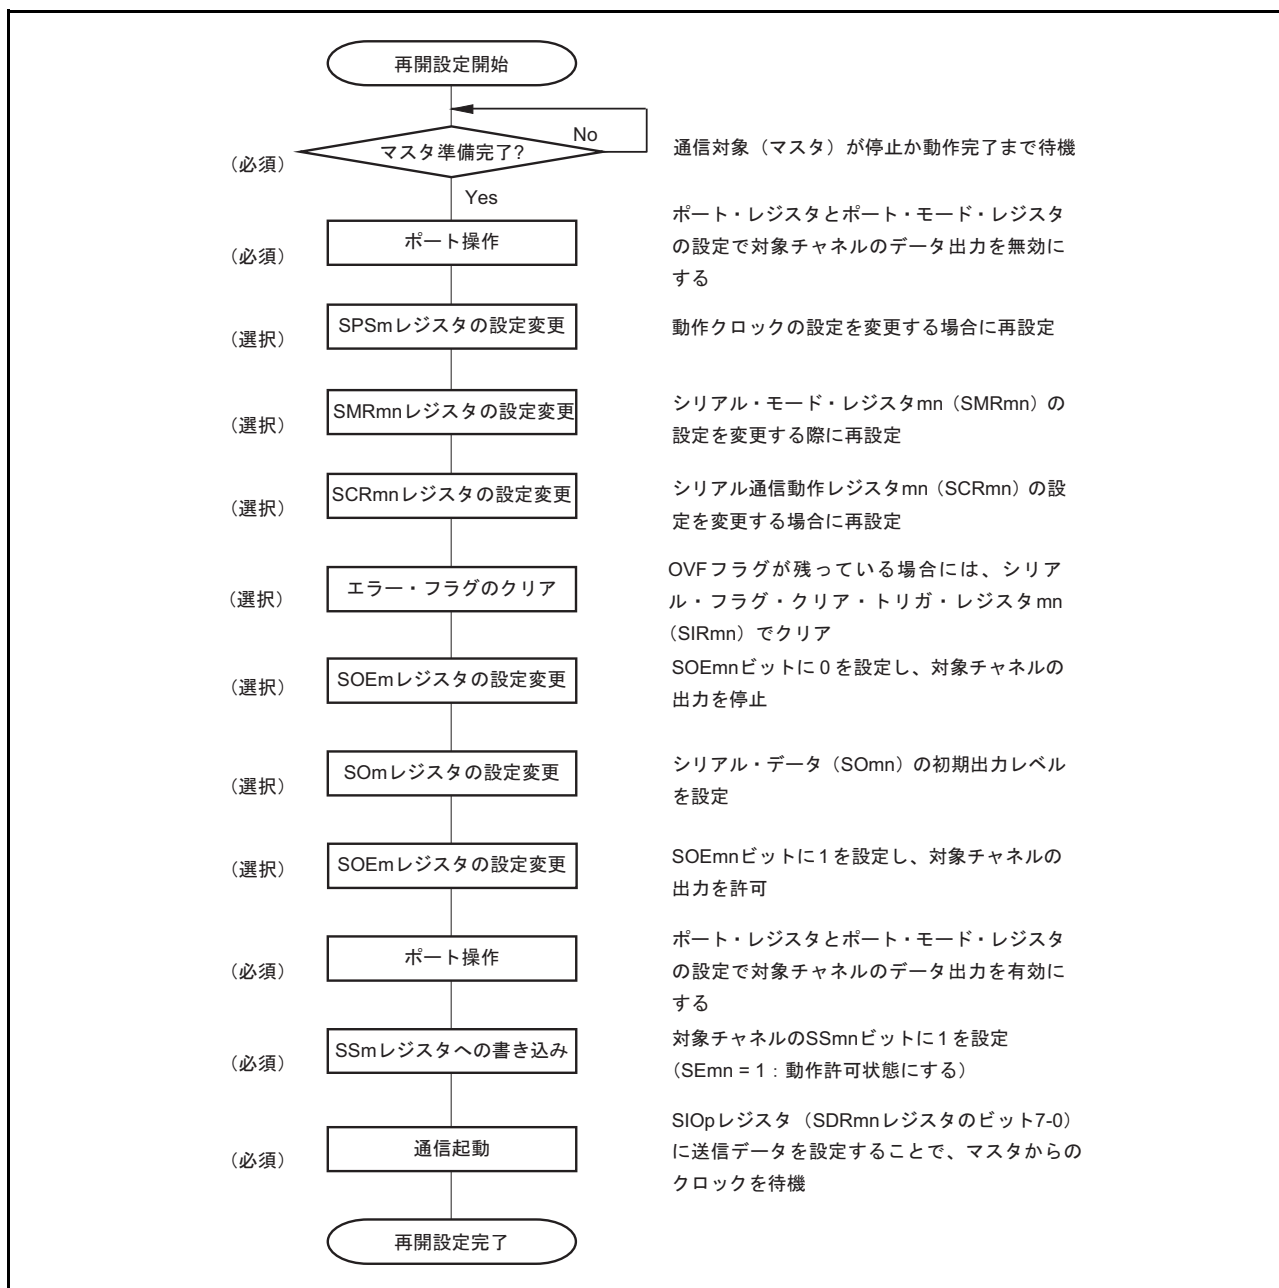 再開設定開始
No
マスタ準備完了?
(必須)
通信対象（マスタ）が停止か動作完了まで待機
Yes
ポート操作
(必須)
ポート・レジスタとポート・モード・レジスタ
の設定で対象チャネルのデータ出力を無効に
する
SPSmレジスタの設定変更
(選択)
動作クロックの設定を変更する場合に再設定
SMRmnレジスタの設定変更
(選択)
シリアル・モード・レジスタmn（SMRmn）の
設定を変更する際に再設定
SCRmnレジスタの設定変更
(選択)
シリアル通信動作レジスタmn（SCRmn）の設
定を変更する場合に再設定
エラー・フラグのクリア
(選択)
OVFフラグが残っている場合には、シリア
ル・フラグ・クリア・トリガ・レジスタmn
（SIRmn）でクリア
SOEmレジスタの設定変更
(選択)
SOEmnビットに0を設定し、対象チャネルの
出力を停止
SOmレジスタの設定変更
(選択)
シリアル・データ（SOmn）の初期出力レベル
を設定
SOEmレジスタの設定変更
(選択)
SOEmnビットに1を設定し、対象チャネルの
出力を許可
ポート操作
(必須)
ポート・レジスタとポート・モード・レジスタ
の設定で対象チャネルのデータ出力を有効に
する
SSmレジスタへの書き込み
(必須)
対象チャネルのSSmnビットに1を設定
（SEmn = 1：動作許可状態にする）
通信起動
(必須)
SIOpレジスタ（SDRmnレジスタのビット7-0）
に送信データを設定することで、マスタからの
クロックを待機
再開設定完了